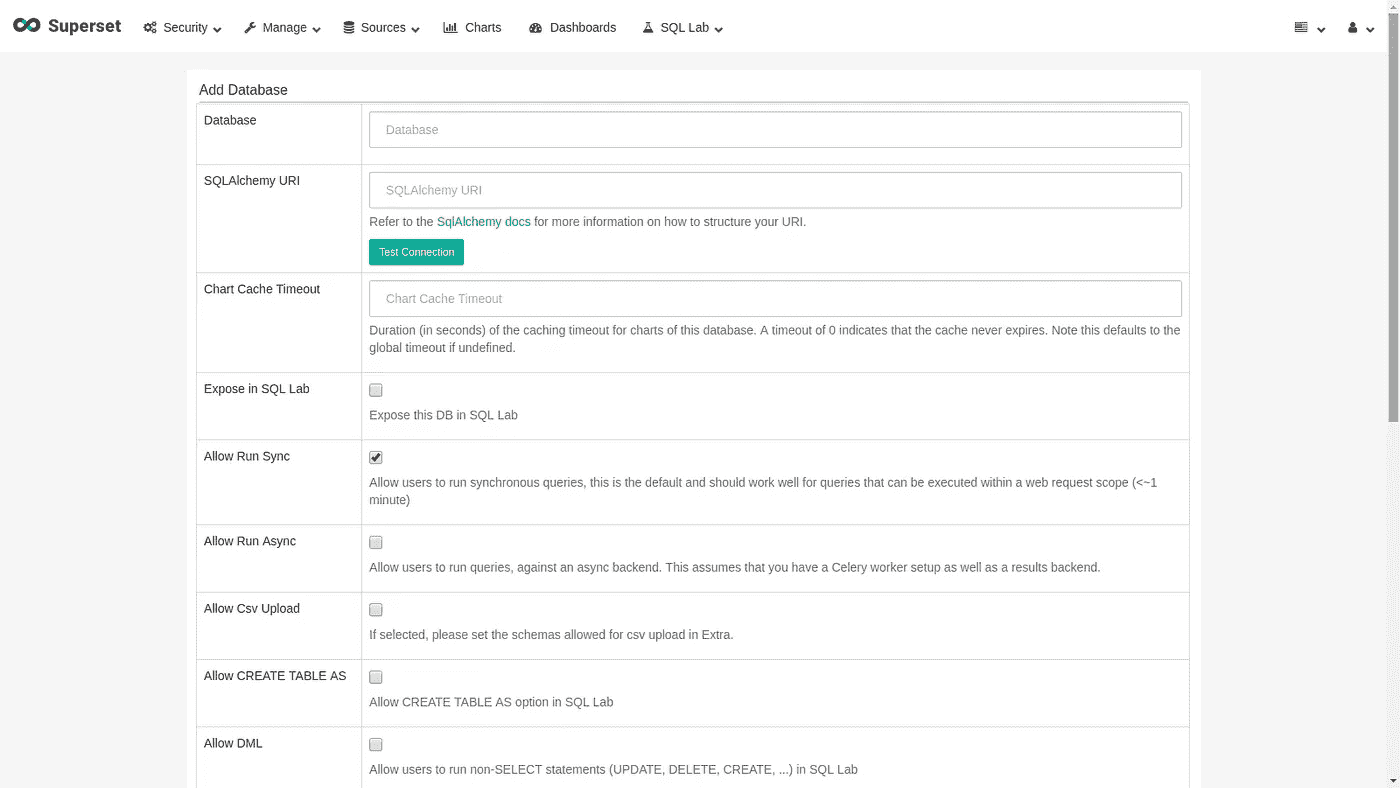 Superset Security Manage Sources Charts Dashboards SQL Lab
Add Database
Database
Database
SQLAlchemy URI
SQLAlchemy URI
Refer to the SqlAlchemy docs for more information on how to structure your URI.
Test Connection
Chart Cache Timeout
Chart Cache Timeout
Duration (in seconds) of the caching timeout for charts of this database. A timeout of 0 indicates that the cache never expires. Note this defaults to the
global timeout if undefined.
Expose in SQL Lab
Expose this DB in SQL Lab
Allow Run Sync
Allow users to run synchronous queries, this is the default and should work well for queries that can be executed within a web request scope (<~1
minute)
Allow Run Async
Allow users to run queries, against an async backend. This assumes that you have a Celery worker setup as well as a results backend.
Allow Csv Upload
If selected, please set the schemas allowed for csv upload in Extra.
Allow CREATE TABLE AS
Allow CREATE TABLE AS option in SQL Lab
Allow DML
Allow users to run non-SELECT statements (UPDATE, DELETE, CREATE, ...) in SQL Lab